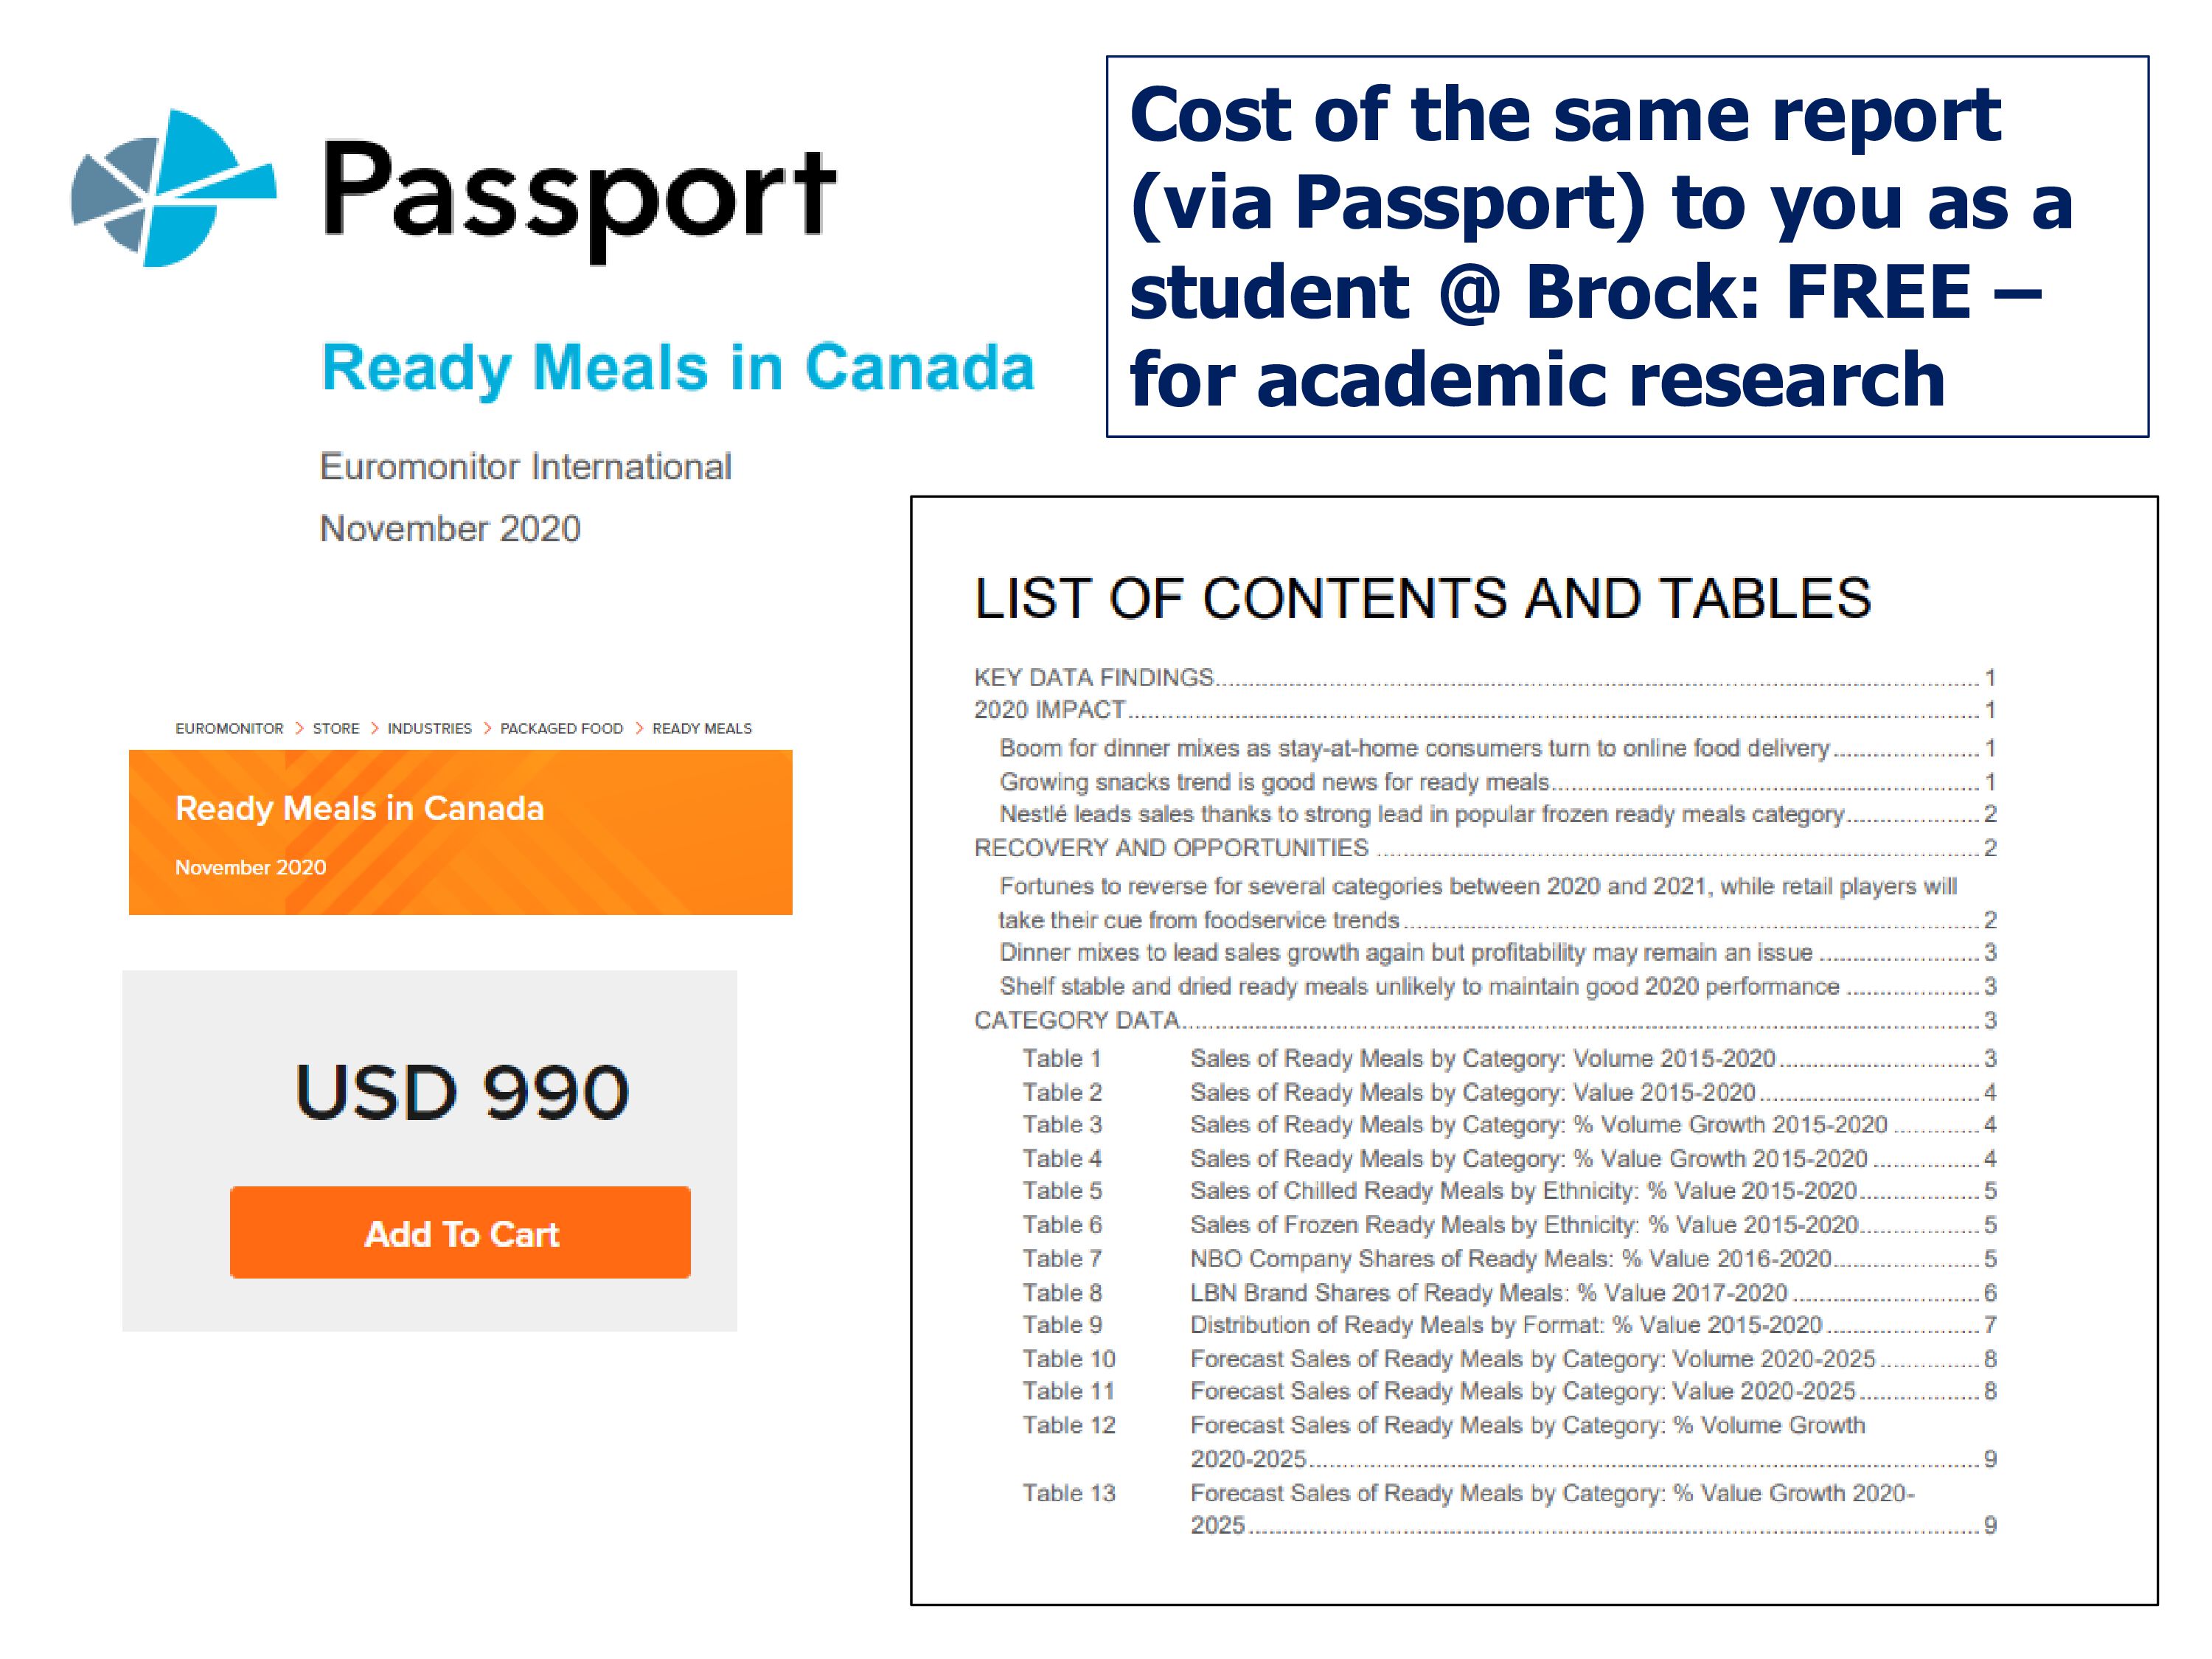 Passport
Ready Meals in Canada
Euromonitor International
November 2020
Cost of the same report
(via Passport) to you as a
student @ Brock: FREE –
for academic research
EUROMONITOR > STORE > INDUSTRIES > PACKAGED FOOD > READY MEALS
Ready Meals in Canada
November 2020
USD 990
Add To Cart
LIST OF CONTENTS AND TABLES
KEY DATA FINDINGS 1
2020 IMPACT 1
Boom for dinner mixes as stay-at-home consumers turn to online food delivery 1
Growing snacks trend is good news for ready meals 1
Nestlé leads sales thanks to strong lead in popular frozen ready meals category 2
RECOVERY AND OPPORTUNITIES 2
Fortunes to reverse for several categories between 2020 and 2021, while retail players will
take their cue from foodservice trends 2
Dinner mixes to lead sales growth again but profitability may remain an issue 3
Shelf stable and dried ready meals unlikely to maintain good 2020 performance 3
CATEGORY DATA 3
Table 1 Sales of Ready Meals by Category: Volume 2015-2020 3
Table 2 Sales of Ready Meals by Category: Value 2015-2020 4
Table 3 Sales of Ready Meals by Category: % Volume Growth 2015-2020 4
Table 4 Sales of Ready Meals by Category: % Value Growth 2015-2020 4
Table 5 Sales of Chilled Ready Meals by Ethnicity: % Value 2015-2020 5
Table 6 Sales of Frozen Ready Meals by Ethnicity: % Value 2015-2020 5
Table 7 NBO Company Shares of Ready Meals: % Value 2016-2020 5
Table 8 LBN Brand Shares of Ready Meals: % Value 2017-2020 6
Table 9 Distribution of Ready Meals by Format: % Value 2015-2020 7
Table 10 Forecast Sales of Ready Meals by Category: Volume 2020-2025 8
Table 11 Forecast Sales of Ready Meals by Category: Value 2020-2025 8
Table 12 Forecast Sales of Ready Meals by Category: % Volume Growth
2020-2025 9
Table 13 Forecast Sales of Ready Meals by Category: % Value Growth 2020-
2025 9